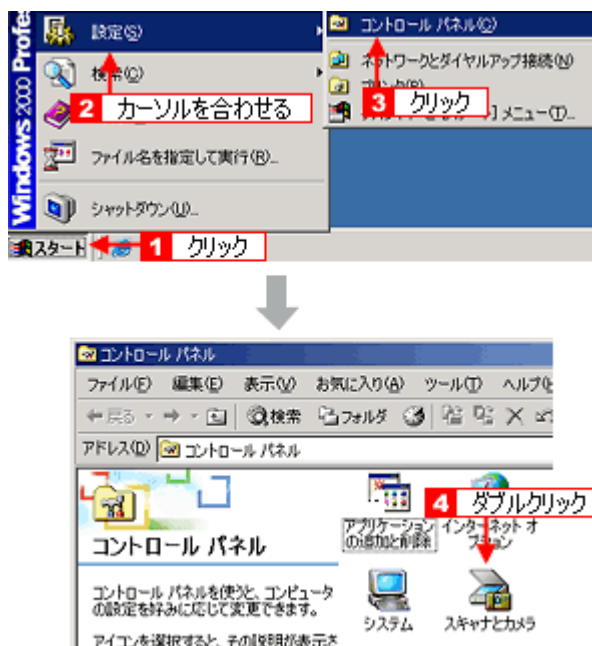 Windows 2000 Profe
設定(S)
コントロール パネル(C)
ネットワークとダイヤルアップ接続(N)
検索(C)
2 カーソルを合わせる
3 クリック
] メニュー(T)...
ファイル名を指定して実行(R)...
シャットダウン(U)...
スタート
1 クリック
コントロール パネル
ファイル(F) 編集(E) 表示(V) お気に入り(A) ツール(T) ヘルプ(
戻る 検索 フォルダ
アドレス(D) コントロール パネル
4 ダブルクリック
アプリケーションの追加と削除
インターネット オプション
コントロール パネル
コントロール パネルを使うと、コンピュータ
の設定を好みに応じて変更できます。
システム
スキャナとカメラ
アイコンを選択すると、その説明が表示さ